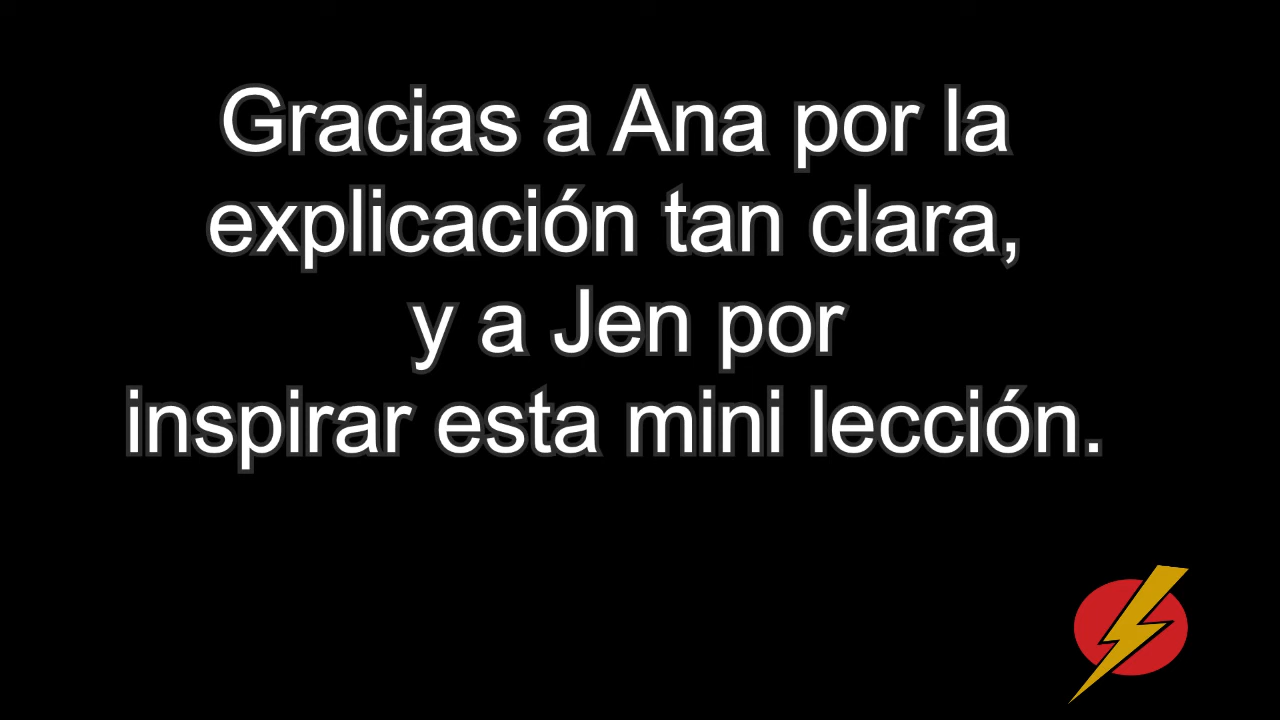 Gracias a Ana por la
explicación tan clara,
y a Jen por
inspirar esta mini lección.